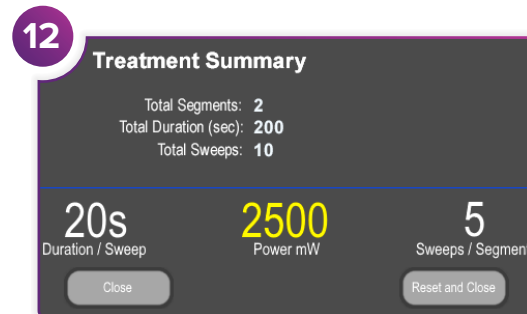 12
Treatment Summary
Total Segments: 2
Total Duration (sec): 200
Total Sweeps: 10
20s 2500 5
Duration / Sweep Power mW Sweeps / Segment
Close Reset and Close